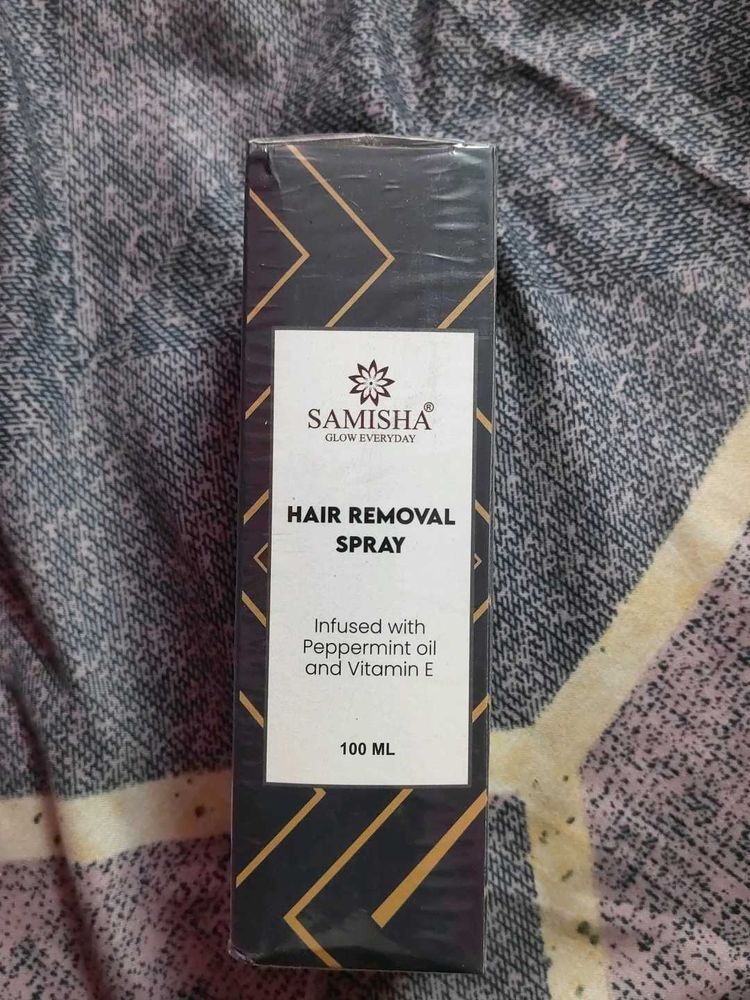 SAMISHA®
GLOW EVERYDAY
HAIR REMOVAL
SPRAY
Infused with
Peppermint oil
and Vitamin E
100 ML